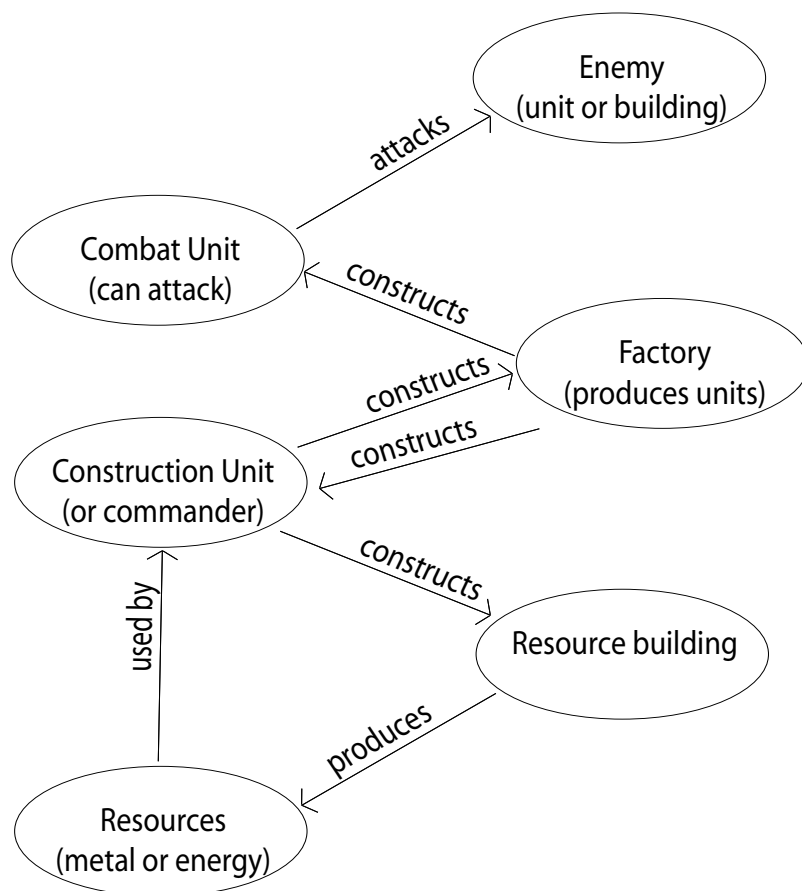 Enemy
(unit or building)
attacks
Combat Unit
(can attack)
constructs
Factory
(produces units)
constructs
constructs
Construction Unit
(or commander)
constructs
used by
Resource building
produces
Resources
(metal or energy)